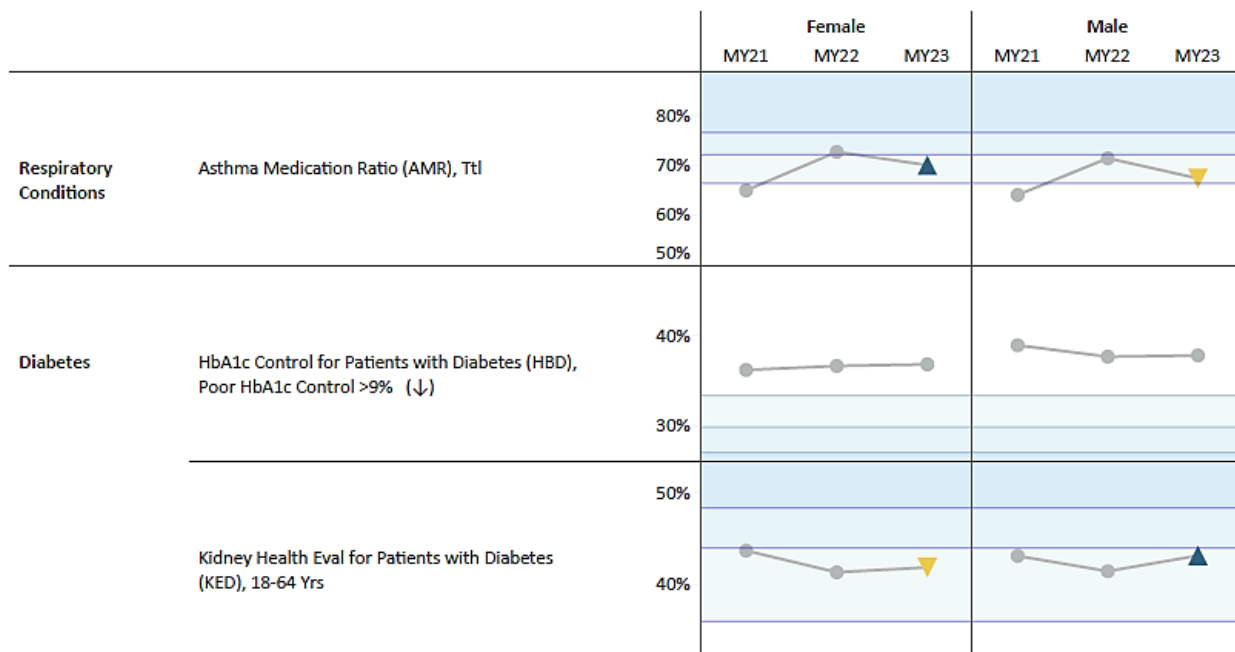 Female Male
MY21 MY22 MY23 MY21 MY22 MY23
80%
Respiratory
Conditions
Asthma Medication Ratio (AMR), Ttl
70%
60%
50%
40%
Diabetes
HbA1c Control for Patients with Diabetes (HBD),
Poor HbA1c Control >9% (↓)
30%
50%
Kidney Health Eval for Patients with Diabetes
(KED), 18-64 Yrs
40%